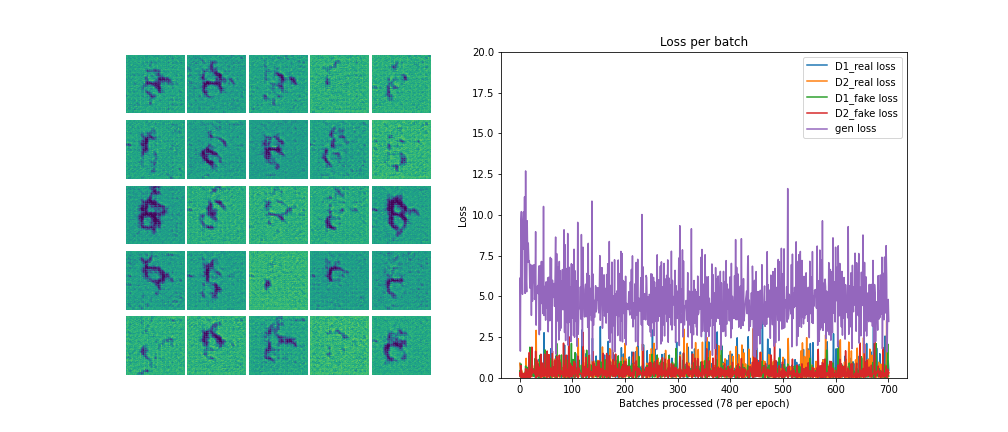 Loss per batch
20.0
17.5
15.0
12.5
10.0
7.5
5.0
2.5
0.0
Loss
D1_real loss
D2_real loss
D1_fake loss
D2_fake loss
gen loss
0 100 200 300 400 500 600 700
Batches processed (78 per epoch)